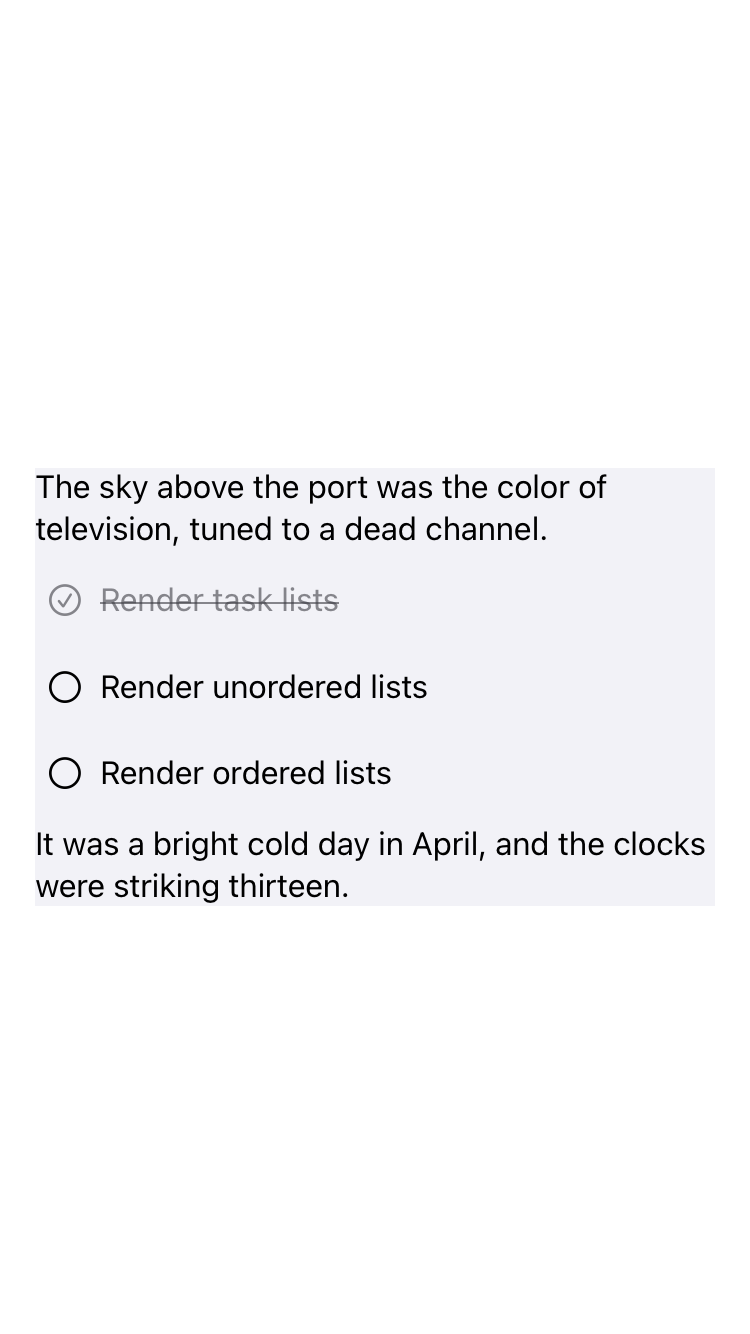 The sky above the port was the color of
television, tuned to a dead channel.
Render task lists
Render unordered lists
Render ordered lists
It was a bright cold day in April, and the clocks
were striking thirteen.